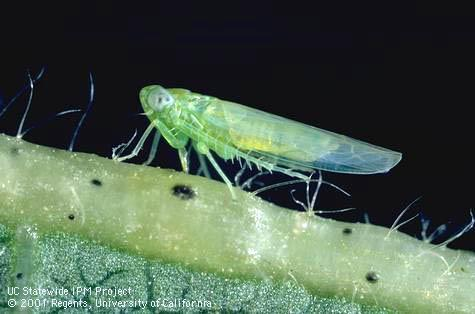 UC Statewide IPM Project
© 2001 Regents, University of California